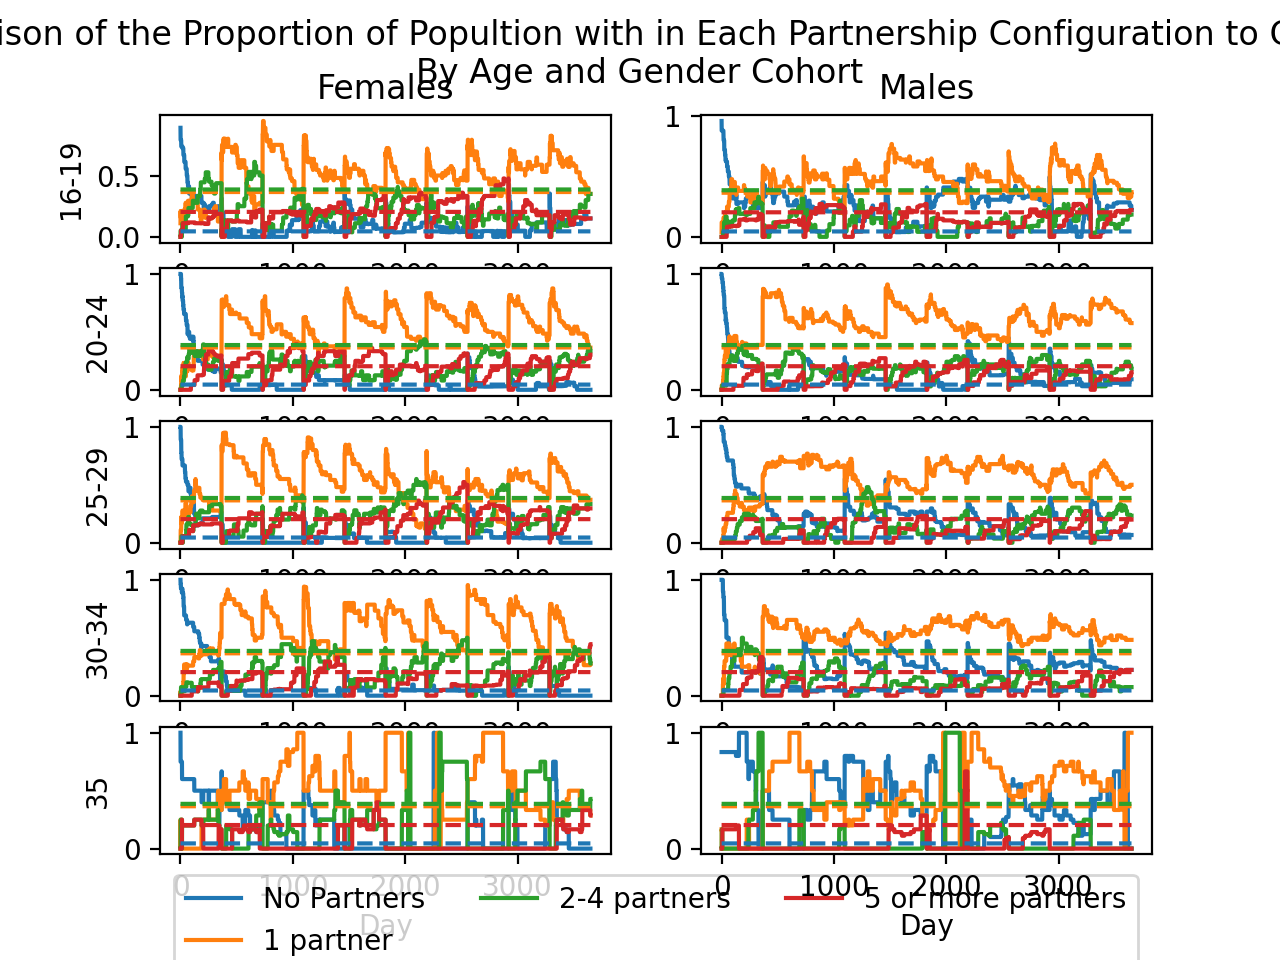 of the Proportion of Popultion with in Each Partnership Configuration to
By Age and Gender Cohort
Females Males
16-19
0.5
0.0
1
0
20-24
1
0
1
0
25-29
1
0
1
0
30-34
1
0
1
0
35
1
0
1
0
0 1000 2000 3000
0 1000 2000 3000
Day
Day
No Partners 2-4 partners 5 or more partners
1 partner